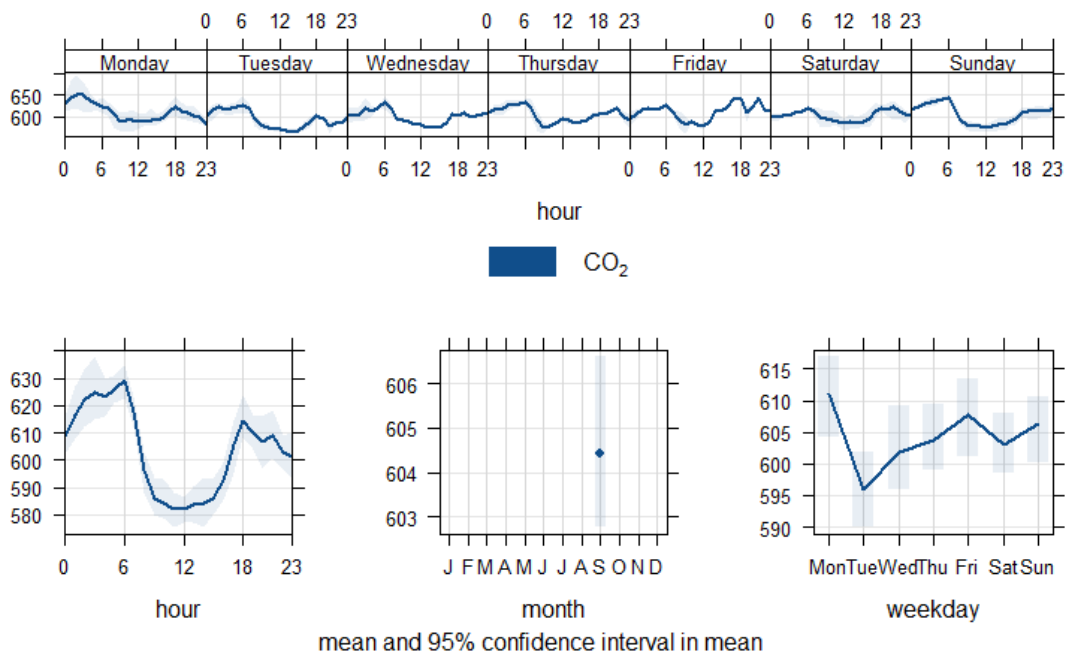 0 6 12 18 23 0 6 12 18 23 0 6 12 18 23
Monday Tuesday Wednesday Thursday Friday Saturday Sunday
650
600
0 6 12 18 23 0 6 12 18 23 0 6 12 18 23 0 6 12 18 23
hour
CO₂
630
620
610
600
590
580
0 6 12 18 23
hour
606
605
604
603
J F M A M J J A S O N D
month
615
610
605
600
595
590
Mon Tue Wed Thu Fri Sat Sun
weekday
mean and 95% confidence interval in mean